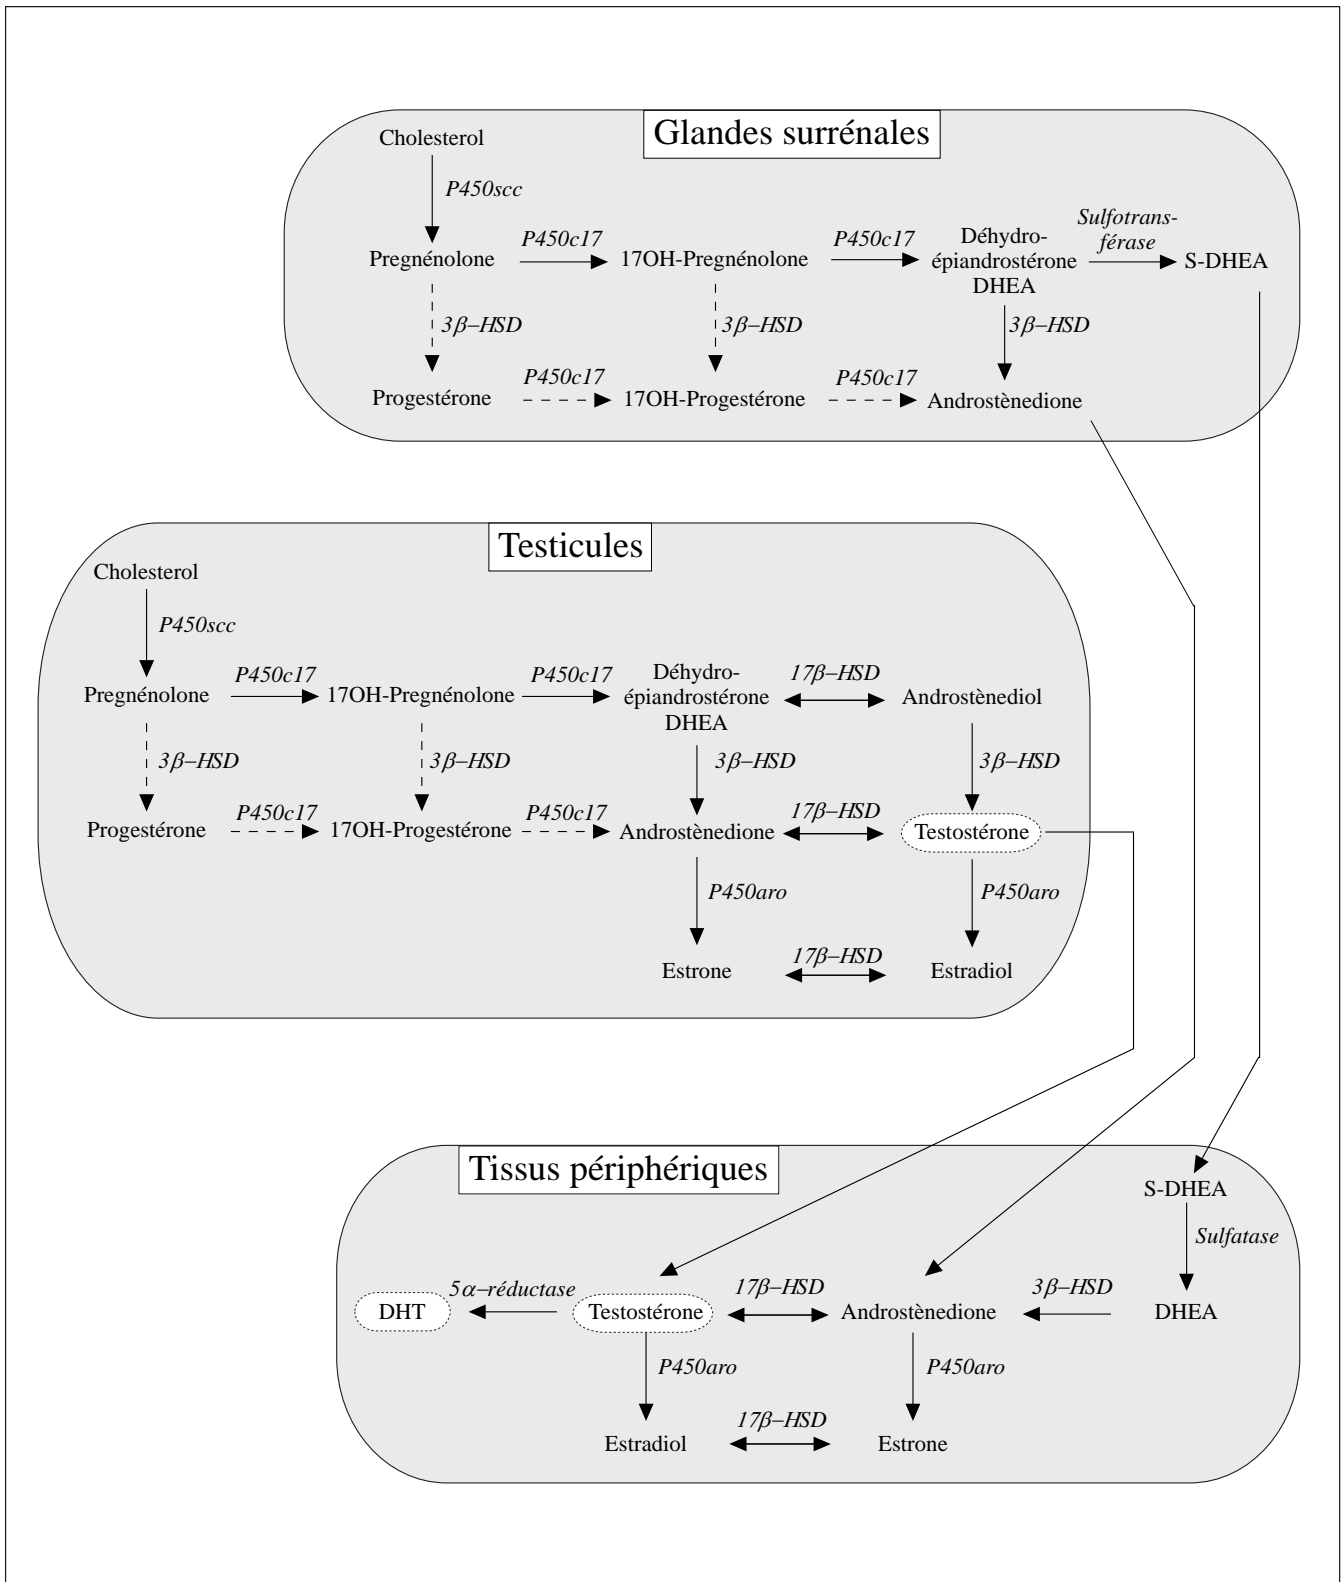 Glandes surrénales
Cholesterol
P450scc
Pregnénolone
P450c17
17OH-Pregnénolone
P450c17
Déhydro-
épiandrostérone
DHEA
Sulfotrans-
férase
S-DHEA
3β–HSD
3β–HSD
3β–HSD
Progestérone
P450c17
17OH-Progestérone
P450c17
Androstènedione
Testicules
Cholesterol
P450scc
Pregnénolone
P450c17
17OH-Pregnénolone
P450c17
Déhydro-
épiandrostérone
DHEA
17β–HSD
Androstènediol
3β–HSD
3β–HSD
3β–HSD
3β–HSD
Progestérone
P450c17
17OH-Progestérone
P450c17
Androstènedione
17β–HSD
Testostérone
P450aro
P450aro
Estrone
17β–HSD
Estradiol
Tissus périphériques
S-DHEA
Sulfatase
DHT
5α–réductase
Testostérone
17β–HSD
Androstènedione
3β–HSD
DHEA
P450aro
P450aro
Estradiol
17β–HSD
Estrone